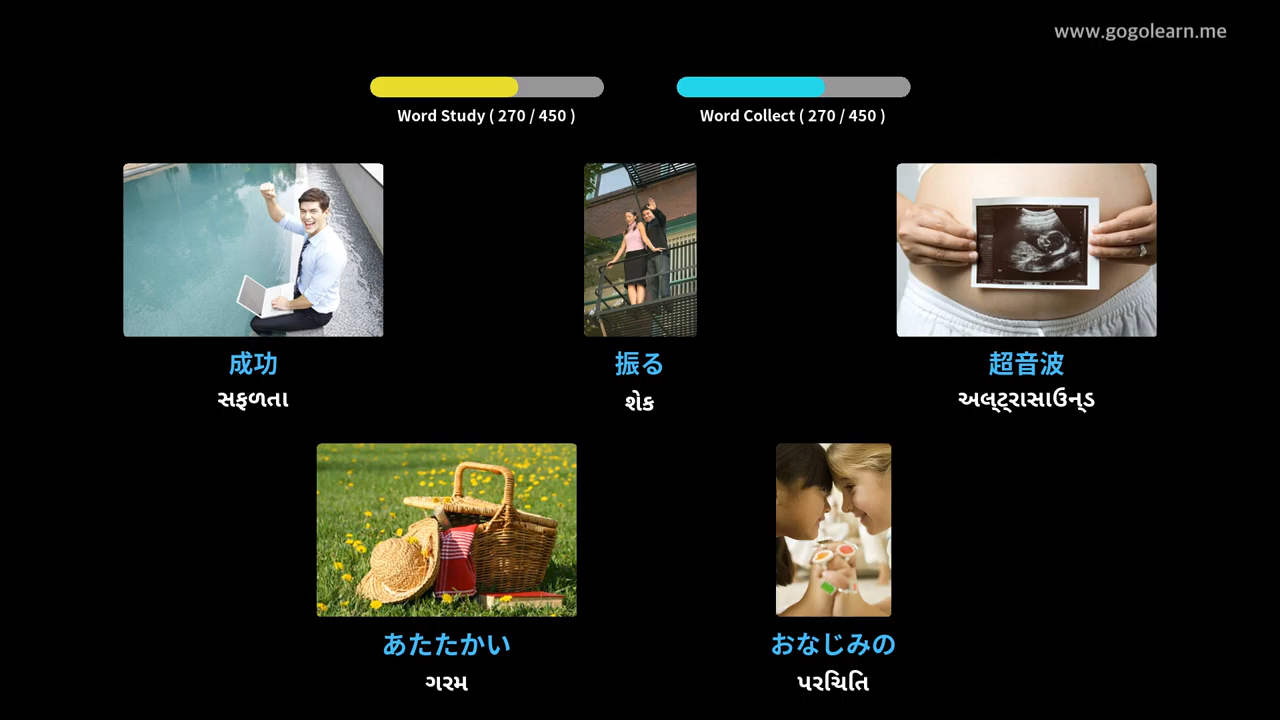 www.gogolearn.me
Word Study ( 270 / 450 )
Word Collect ( 270 / 450 )
成功
સફળતા
振る
શેક
超音波
અલ્ટ્રાસાઉન્ડ
あたたかい
ગરમ
おなじみの
પરચિતિ